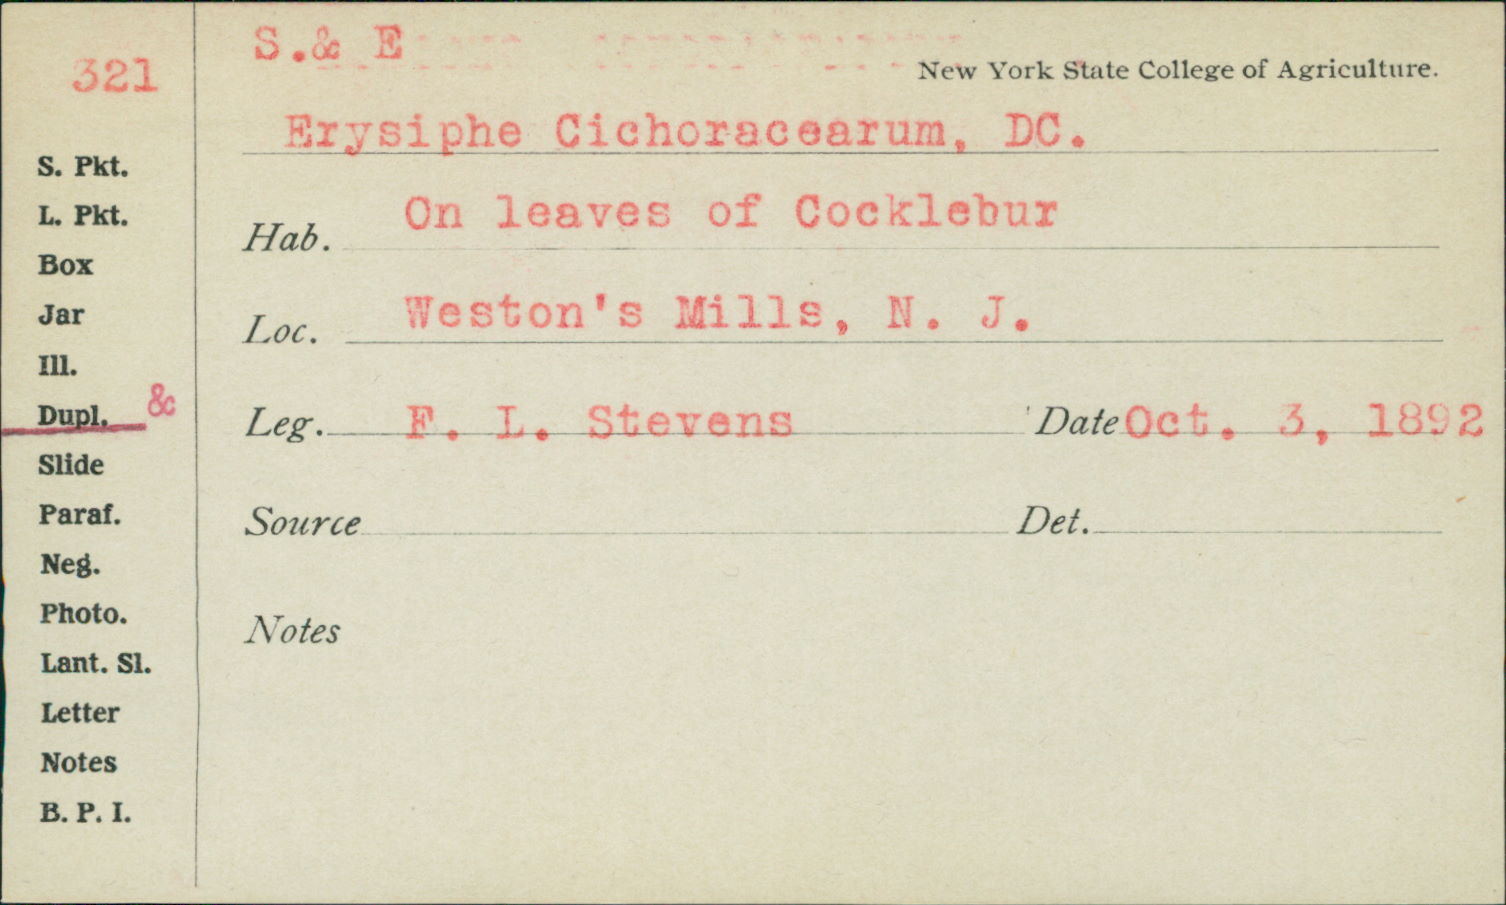 321
S. Pkt.
L. Pkt.
Box
Jar
Ill.
Dupl. &
Slide
Paraf.
Neg.
Photo.
Lant. Sl.
Letter
Notes
B. P. I.
S.& E
New York State College of Agriculture.
Erysiphe Cichoracearum, DC.
Hab. On leaves of Cocklebur
Loc. Weston's Mills, N. J.
Leg. F. L. Stevens Date Oct. 3, 1892
Source Det.
Notes